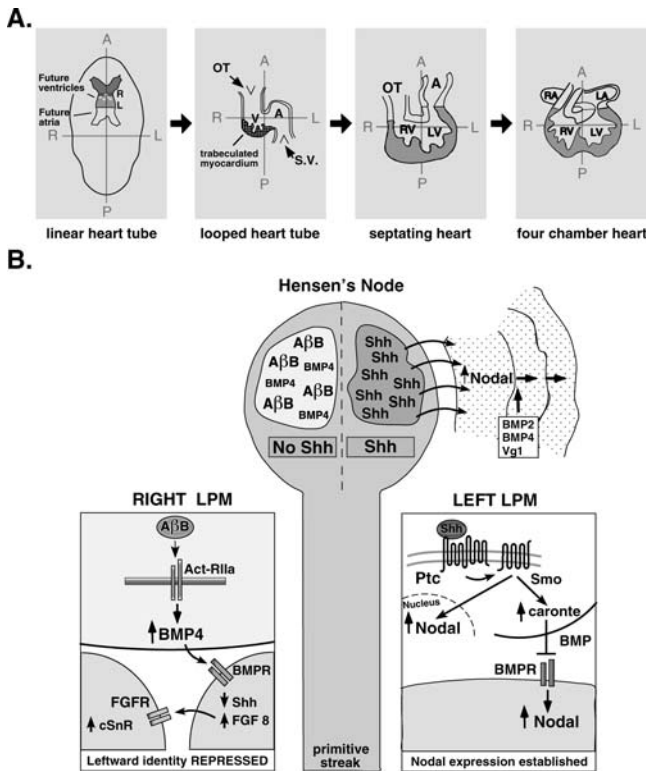 A.
A
Future
ventricles
R
L
Future
atria
R
L
P
linear heart tube
A
OT
V
A
R
L
trabeculated
myocardium
S.V.
P
looped heart tube
A
OT
A
R
L
RV
LV
P
septating heart
A
RA
LA
R
L
RV
LV
P
four chamber heart
B.
Hensen's Node
AβB
AβB
BMP4
AβB
BMP4
AβB
BMP4
Shh
Shh
Shh
Shh
Shh
Shh
Shh
No Shh
Shh
Nodal
BMP2
BMP4
Vg1
RIGHT LPM
AβB
Act-RIIa
BMP4
BMPR
FGFR
Shh
cSnR
FGF 8
Leftward identity REPRESSED
primitive
streak
LEFT LPM
Shh
Ptc
Smo
Nucleus
Nodal
caronte
BMP
BMPR
Nodal
Nodal expression established